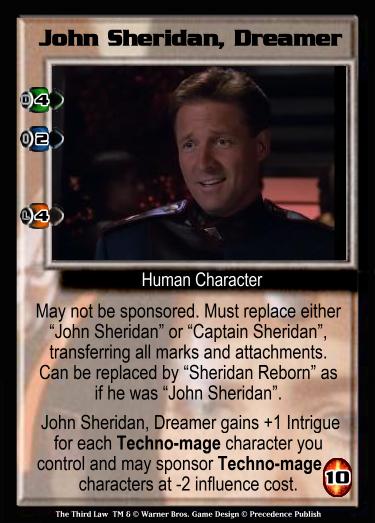 John Sheridan, Dreamer
D 4
I 2
L 4
Human Character
May not be sponsored. Must replace either
“John Sheridan” or “Captain Sheridan”,
transferring all marks and attachments.
Can be replaced by “Sheridan Reborn” as
if he was “John Sheridan”.
John Sheridan, Dreamer gains +1 Intrigue
for each Techno-mage character you
control and may sponsor Techno-mage
characters at -2 influence cost.
10
The Third Law TM & © Warner Bros. Game Design © Precedence Publish